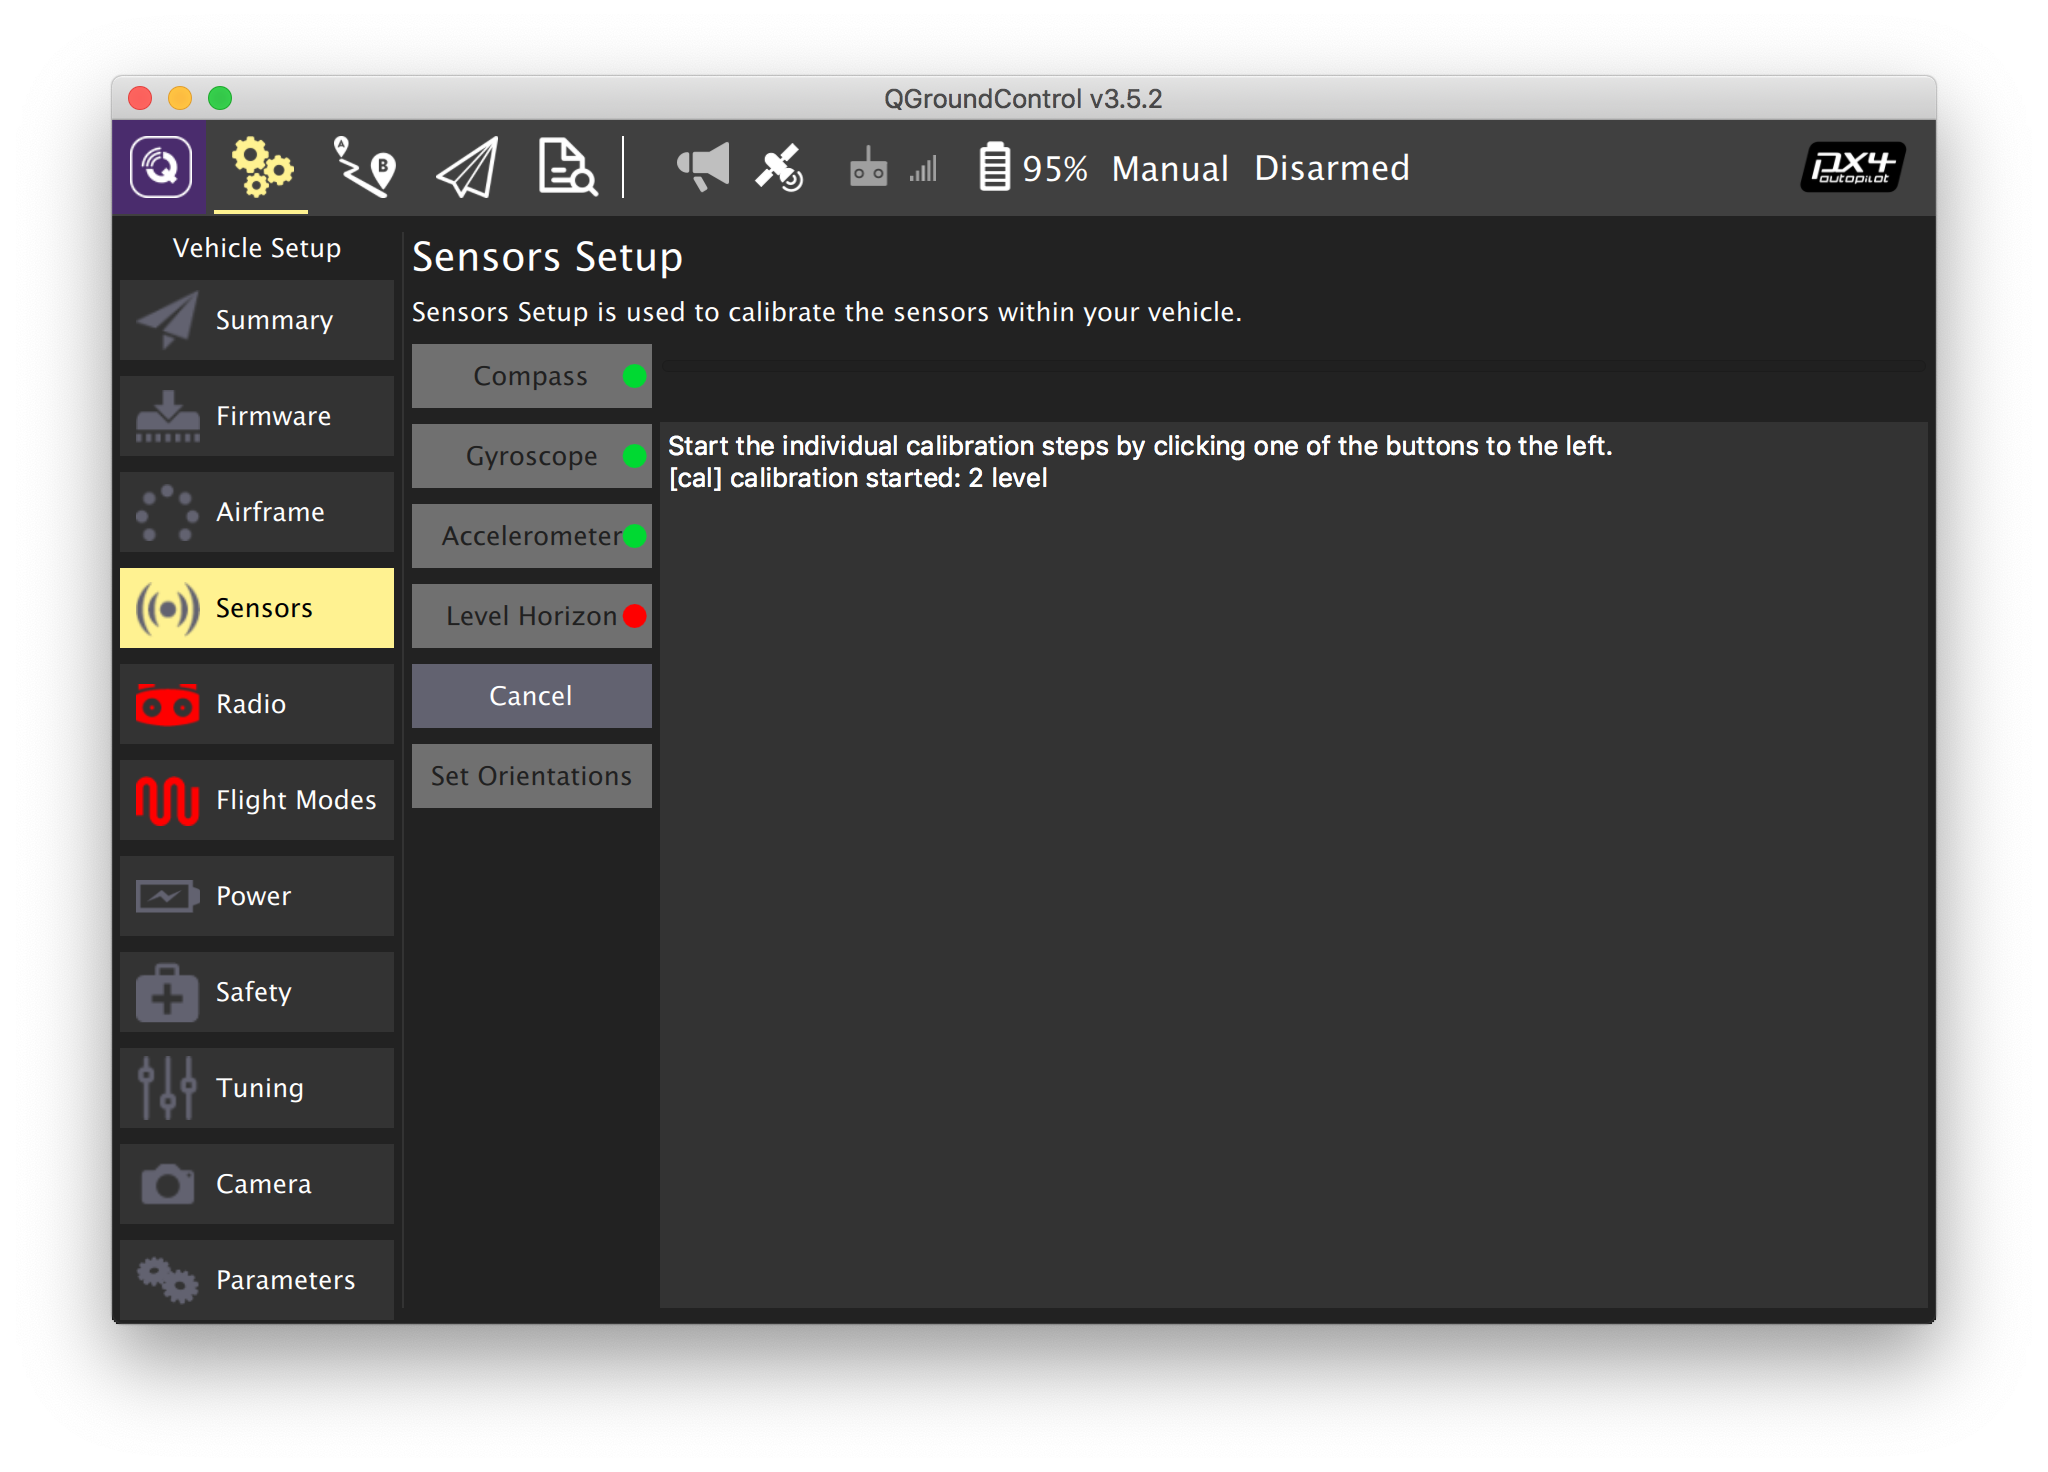 QGroundControl v3.5.2
A
B
95% Manual Disarmed
px4
autopilot
Vehicle Setup
Summary
Firmware
Airframe
Sensors
Radio
Flight Modes
Power
Safety
Tuning
Camera
Parameters
Sensors Setup
Sensors Setup is used to calibrate the sensors within your vehicle.
Compass
Gyroscope
Accelerometer
Level Horizon
Cancel
Set Orientations
Start the individual calibration steps by clicking one of the buttons to the left.
[cal] calibration started: 2 level